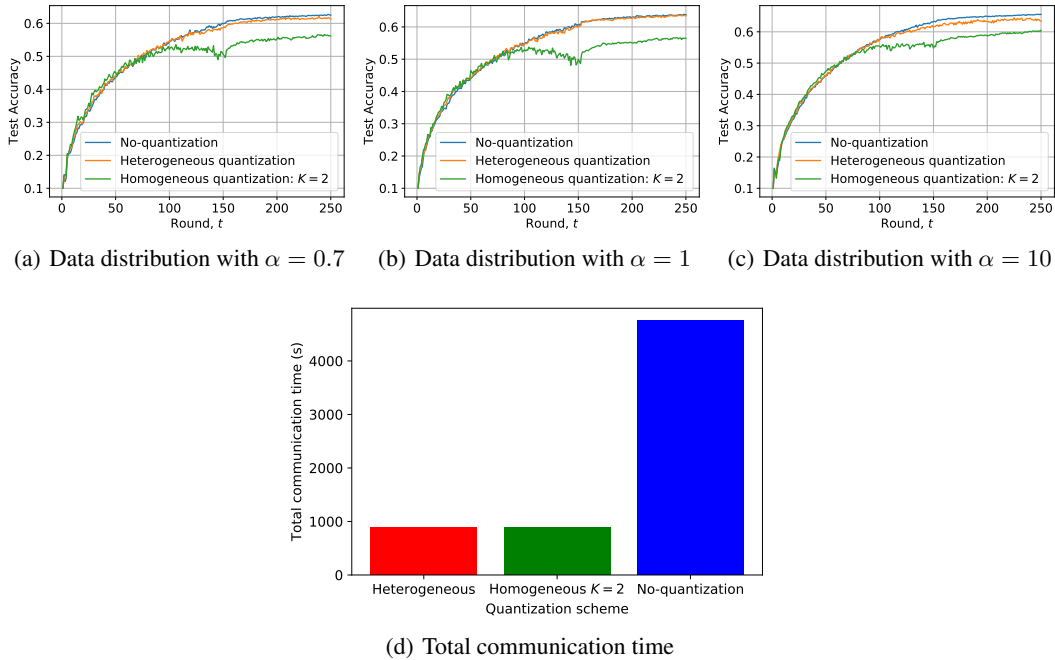 0.6
0.5
0.4
0.3
0.2
0.1
Test Accuracy
No-quantization
Heterogeneous quantization
Homogeneous quantization: K = 2
0 50 100 150 200 250
Round, t
(a) Data distribution with α = 0.7
0.6
0.5
0.4
0.3
0.2
0.1
Test Accuracy
No-quantization
Heterogeneous quantization
Homogeneous quantization: K = 2
0 50 100 150 200 250
Round, t
(b) Data distribution with α = 1
0.6
0.5
0.4
0.3
0.2
0.1
Test Accuracy
No-quantization
Heterogeneous quantization
Homogeneous quantization: K = 2
0 50 100 150 200 250
Round, t
(c) Data distribution with α = 10
4000
3000
2000
1000
0
Total communication time (s)
Heterogeneous Homogeneous K = 2 No-quantization
Quantization scheme
(d) Total communication time